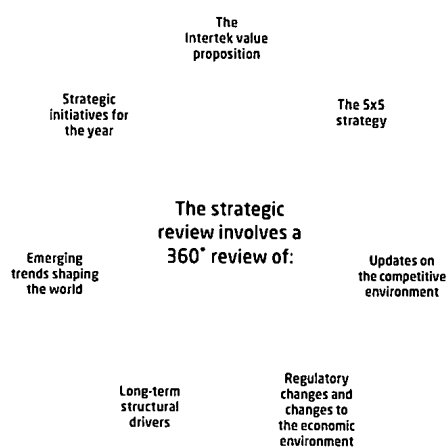 The
Intertek value
proposition
Strategic
initiatives for
the year
The 5x5
strategy
The strategic
review involves a
360° review of:
Emerging
trends shaping
the world
Updates on
the competitive
environment
Long-term
structural
drivers
Regulatory
changes and
changes to
the economic
environment